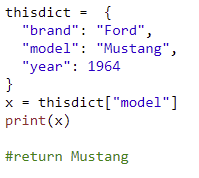 thisdict =  {
  "brand": "Ford",
  "model": "Mustang",
  "year": 1964
}
x = thisdict["model"]
print(x)

#return Mustang